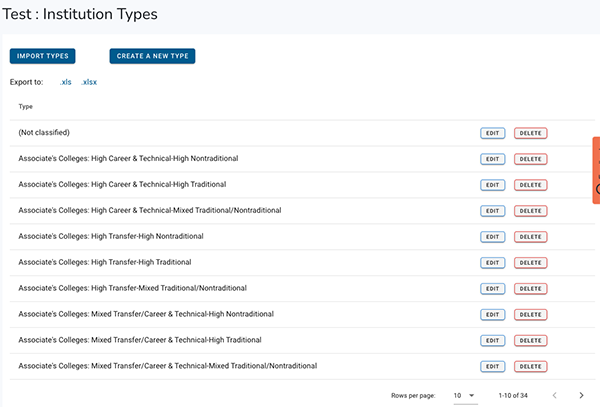 Test : Institution Types
IMPORT TYPES CREATE A NEW TYPE
Export to: .xls .xlsx
Type
(Not classified) EDIT DELETE
Associate's Colleges: High Career & Technical-High Nontraditional EDIT DELETE
Associate's Colleges: High Career & Technical-High Traditional EDIT DELETE
Associate's Colleges: High Career & Technical-Mixed Traditional/Nontraditional EDIT DELETE
Associate's Colleges: High Transfer-High Nontraditional EDIT DELETE
Associate's Colleges: High Transfer-High Traditional EDIT DELETE
Associate's Colleges: High Transfer-Mixed Traditional/Nontraditional EDIT DELETE
Associate's Colleges: Mixed Transfer/Career & Technical-High Nontraditional EDIT DELETE
Associate's Colleges: Mixed Transfer/Career & Technical-High Traditional EDIT DELETE
Associate's Colleges: Mixed Transfer/Career & Technical-Mixed Traditional/Nontraditional EDIT DELETE
Rows per page: 10 1-10 of 34